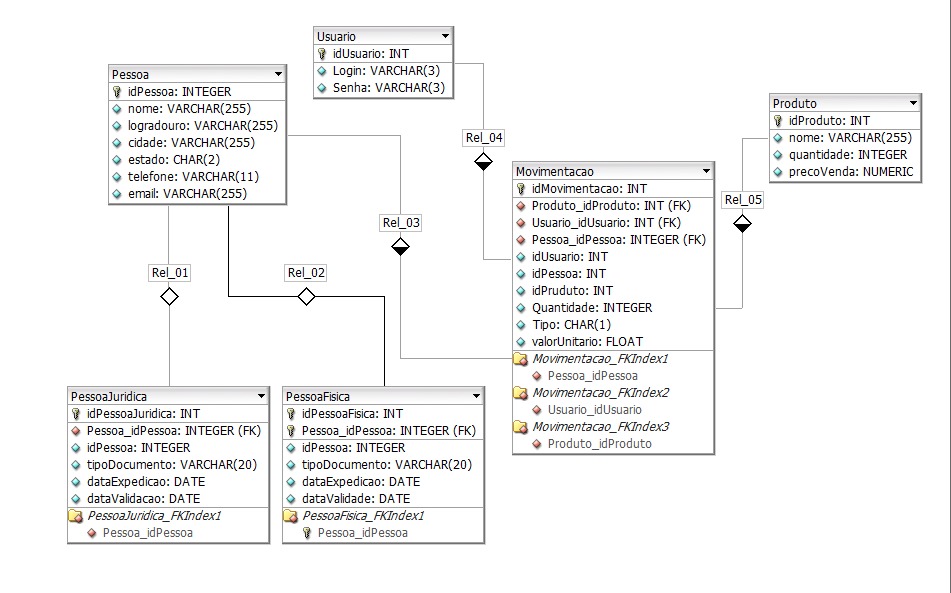 Usuario
idUsuario: INT
Login: VARCHAR(3)
Senha: VARCHAR(3)
Pessoa
idPessoa: INTEGER
nome: VARCHAR(255)
logradouro: VARCHAR(255)
cidade: VARCHAR(255)
estado: CHAR(2)
telefone: VARCHAR(11)
email: VARCHAR(255)
Produto
idProduto: INT
nome: VARCHAR(255)
quantidade: INTEGER
precoVenda: NUMERIC
Rel_04
Movimentacao
idMovimentacao: INT
Produto_idProduto: INT (FK)
Usuario_idUsuario: INT (FK)
Pessoa_idPessoa: INTEGER (FK)
idUsuario: INT
idPessoa: INT
idPruduto: INT
Quantidade: INTEGER
Tipo: CHAR(1)
valorUnitario: FLOAT
Movimentacao_FKIndex1
Pessoa_idPessoa
Movimentacao_FKIndex2
Usuario_idUsuario
Movimentacao_FKIndex3
Produto_idProduto
Rel_05
Rel_03
Rel_01
Rel_02
PessoaJuridica
idPessoaJuridica: INT
Pessoa_idPessoa: INTEGER (FK)
idPessoa: INTEGER
tipoDocumento: VARCHAR(20)
dataExpedicao: DATE
dataValidacao: DATE
PessoaJuridica_FKIndex1
Pessoa_idPessoa
PessoaFisica
idPessoaFisica: INT
Pessoa_idPessoa: INTEGER (FK)
idPessoa: INTEGER
tipoDocumento: VARCHAR(20)
dataExpedicao: DATE
dataValidade: DATE
PessoaFisica_FKIndex1
Pessoa_idPessoa